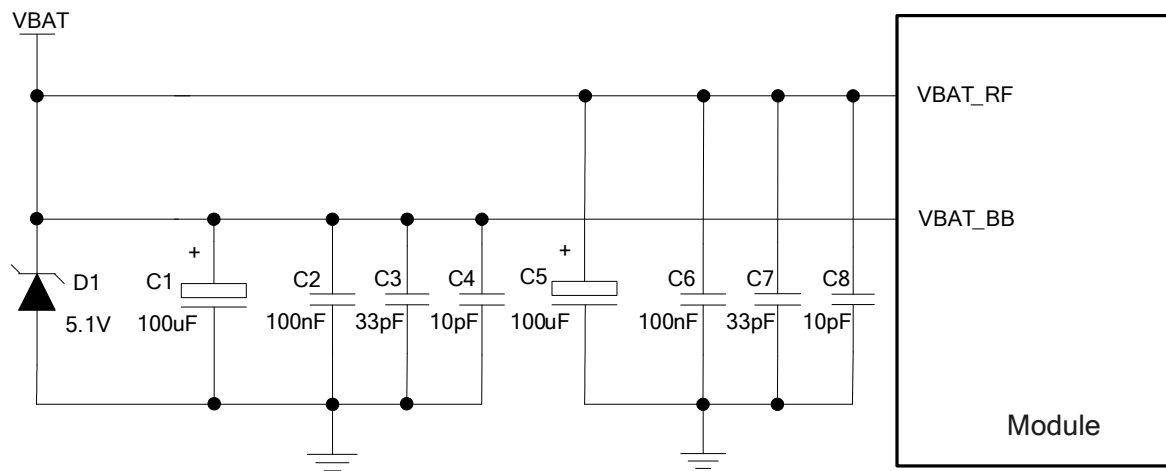 VBAT
VBAT_RF
VBAT_BB
+
+
D1
C1
C2
C3
C4
C5
C6
C7
C8
5.1V
100uF
100nF
33pF
10pF
100uF
100nF
33pF
10pF
Module